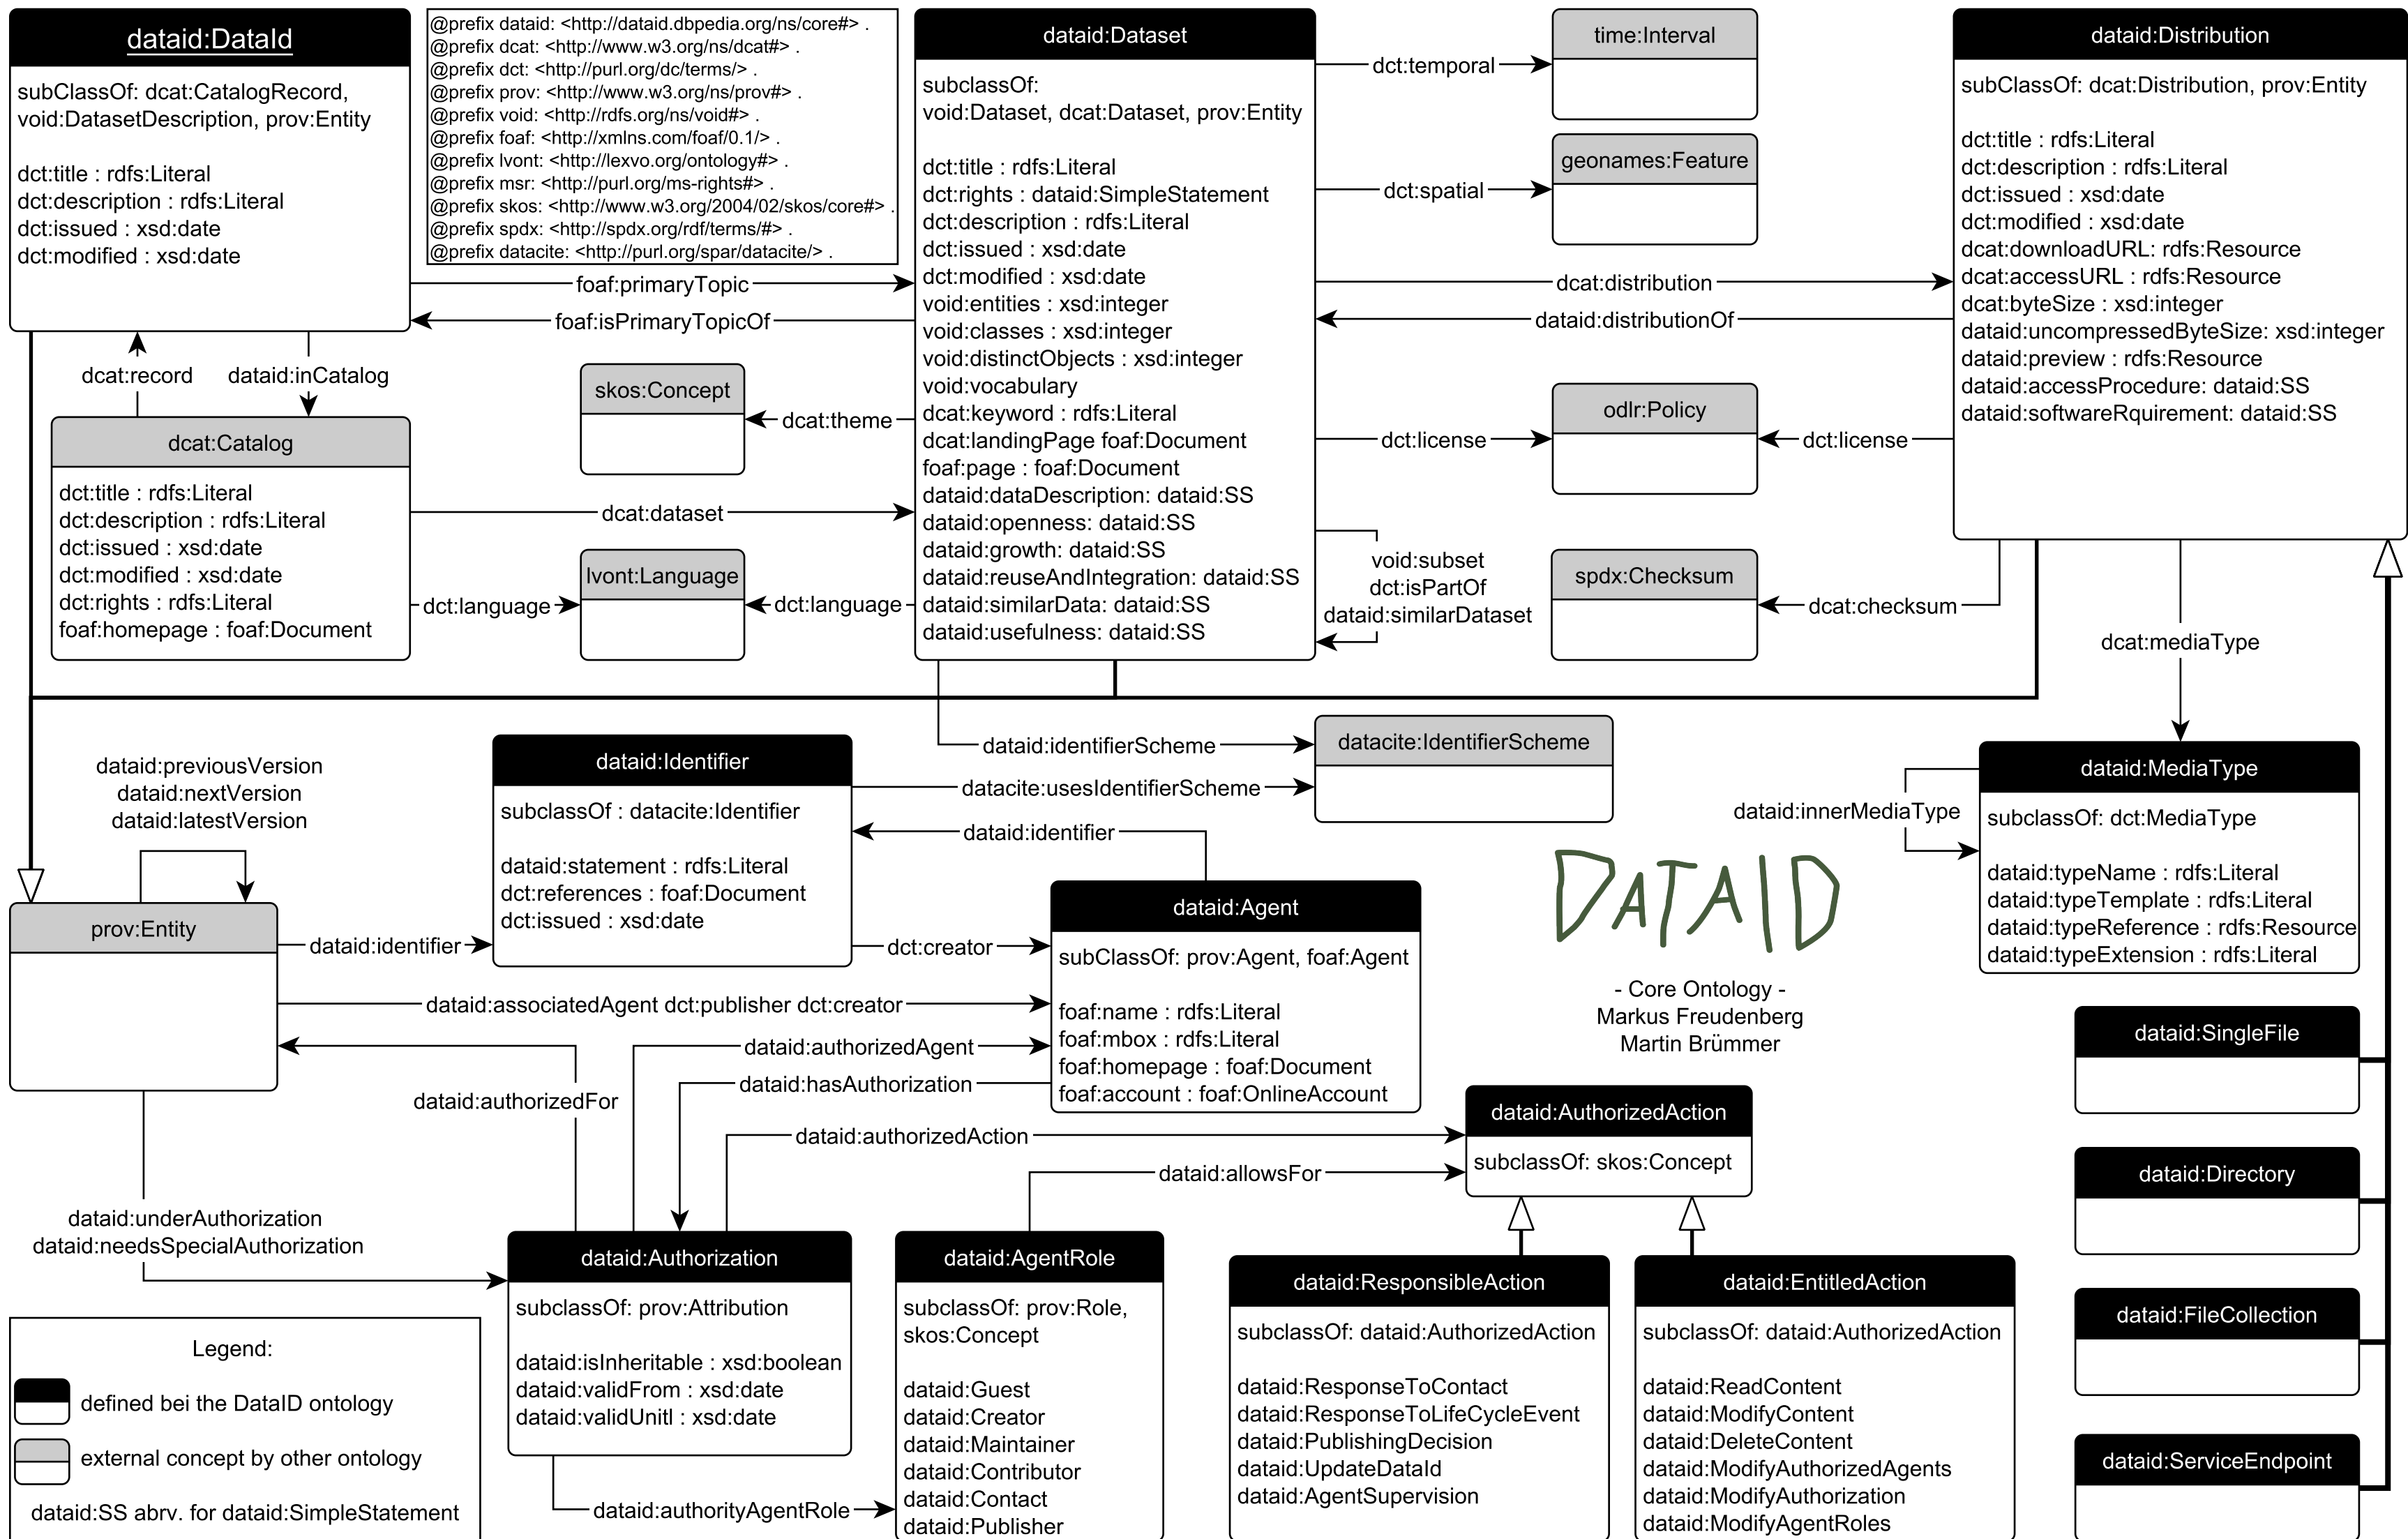 dataid:DataId
subClassOf: dcat:CatalogRecord,
void:DatasetDescription, prov:Entity
dct:title : rdfs:Literal
dct:description : rdfs:Literal
dct:issued : xsd:date
dct:modified : xsd:date
@prefix dataid: <http://dataid.dbpedia.org/ns/core#> .
@prefix dcat: <http://www.w3.org/ns/dcat#> .
@prefix dct: <http://purl.org/dc/terms/> .
@prefix prov: <http://www.w3.org/ns/prov#> .
@prefix void: <http://rdfs.org/ns/void#> .
@prefix foaf: <http://xmlns.com/foaf/0.1/> .
@prefix lvont: <http://lexvo.org/ontology#> .
@prefix msr: <http://purl.org/ms-rights#> .
@prefix skos: <http://www.w3.org/2004/02/skos/core#> .
@prefix spdx: <http://spdx.org/rdf/terms/#> .
@prefix datacite: <http://purl.org/spar/datacite/> .
dataid:Dataset
subclassOf:
void:Dataset, dcat:Dataset, prov:Entity
dct:title : rdfs:Literal
dct:rights : dataid:SimpleStatement
dct:description : rdfs:Literal
dct:issued : xsd:date
dct:modified : xsd:date
void:entities : xsd:integer
void:classes : xsd:integer
void:distinctObjects : xsd:integer
void:vocabulary
dcat:keyword : rdfs:Literal
dcat:landingPage foaf:Document
foaf:page : foaf:Document
dataid:dataDescription: dataid:SS
dataid:openness: dataid:SS
dataid:growth: dataid:SS
dataid:reuseAndIntegration: dataid:SS
dataid:similarData: dataid:SS
dataid:usefulness: dataid:SS
dct:temporal
time:Interval
dct:spatial
geonames:Feature
dataid:Distribution
subClassOf: dcat:Distribution, prov:Entity
dct:title : rdfs:Literal
dct:description : rdfs:Literal
dct:issued : xsd:date
dct:modified : xsd:date
dcat:downloadURL: rdfs:Resource
dcat:accessURL : rdfs:Resource
dcat:byteSize : xsd:integer
dataid:uncompressedByteSize: xsd:integer
dataid:preview : rdfs:Resource
dataid:accessProcedure: dataid:SS
dataid:softwareRquirement: dataid:SS
foaf:primaryTopic
foaf:isPrimaryTopicOf
dcat:distribution
dataid:distributionOf
dcat:record
dataid:inCatalog
skos:Concept
dcat:theme
dct:license
odlr:Policy
dct:license
dcat:Catalog
dct:title : rdfs:Literal
dct:description : rdfs:Literal
dct:issued : xsd:date
dct:modified : xsd:date
dct:rights : rdfs:Literal
foaf:homepage : foaf:Document
dcat:dataset
lvont:Language
dct:language
dct:language
void:subset
dct:isPartOf
dataid:similarDataset
spdx:Checksum
dcat:checksum
dcat:mediaType
dataid:previousVersion
dataid:nextVersion
dataid:latestVersion
dataid:Identifier
subclassOf : datacite:Identifier
dataid:statement : rdfs:Literal
dct:references : foaf:Document
dct:issued : xsd:date
dataid:identifierScheme
datacite:usesIdentifierScheme
datacite:IdentifierScheme
dataid:identifier
dataid:innerMediaType
dataid:MediaType
subclassOf: dct:MediaType
dataid:typeName : rdfs:Literal
dataid:typeTemplate : rdfs:Literal
dataid:typeReference : rdfs:Resource
dataid:typeExtension : rdfs:Literal
prov:Entity
dataid:identifier
dct:creator
dataid:Agent
subClassOf: prov:Agent, foaf:Agent
foaf:name : rdfs:Literal
foaf:mbox : rdfs:Literal
foaf:homepage : foaf:Document
foaf:account : foaf:OnlineAccount
DATAID
- Core Ontology -
Markus Freudenberg
Martin Brümmer
dataid:associatedAgent dct:publisher dct:creator
dataid:authorizedAgent
dataid:hasAuthorization
dataid:authorizedFor
dataid:authorizedAction
dataid:allowsFor
dataid:AuthorizedAction
subclassOf: skos:Concept
dataid:SingleFile
dataid:Directory
dataid:FileCollection
dataid:ServiceEndpoint
dataid:underAuthorization
dataid:needsSpecialAuthorization
dataid:Authorization
subclassOf: prov:Attribution
dataid:isInheritable : xsd:boolean
dataid:validFrom : xsd:date
dataid:validUnitl : xsd:date
dataid:authorityAgentRole
dataid:AgentRole
subclassOf: prov:Role,
skos:Concept
dataid:Guest
dataid:Creator
dataid:Maintainer
dataid:Contributor
dataid:Contact
dataid:Publisher
dataid:ResponsibleAction
subclassOf: dataid:AuthorizedAction
dataid:ResponseToContact
dataid:ResponseToLifeCycleEvent
dataid:PublishingDecision
dataid:UpdateDataId
dataid:AgentSupervision
dataid:EntitledAction
subclassOf: dataid:AuthorizedAction
dataid:ReadContent
dataid:ModifyContent
dataid:DeleteContent
dataid:ModifyAuthorizedAgents
dataid:ModifyAuthorization
dataid:ModifyAgentRoles
Legend:
defined bei the DataID ontology
external concept by other ontology
dataid:SS abrv. for dataid:SimpleStatement